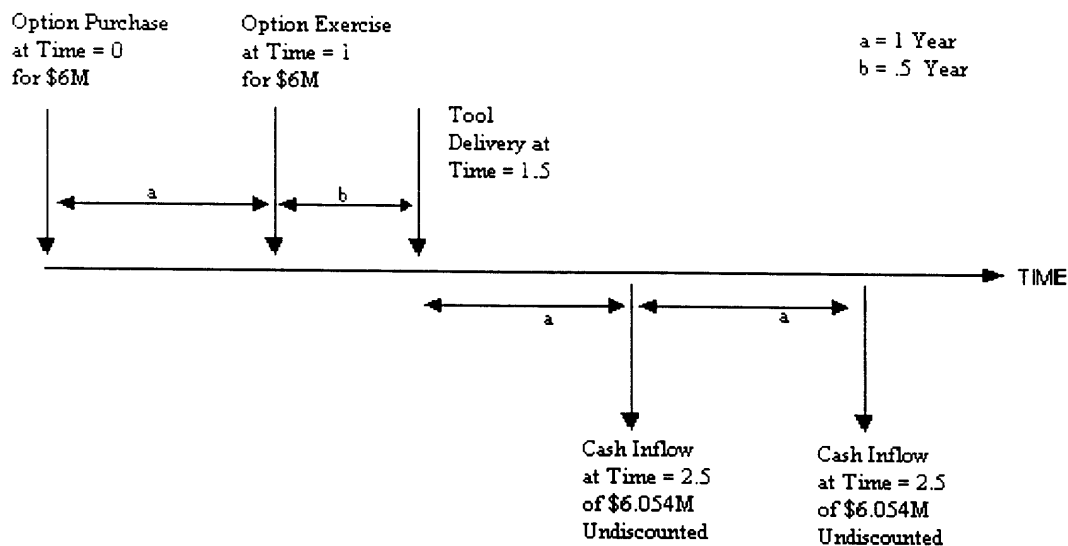 Option Purchase
at Time = 0
for $6M
Option Exercise
at Time = 1
for $6M
a = 1 Year
b = .5 Year
Tool
Delivery at
Time = 1.5
a
b
TIME
a
a
Cash Inflow
at Time = 2.5
of $6.054M
Undiscounted
Cash Inflow
at Time = 2.5
of $6.054M
Undiscounted